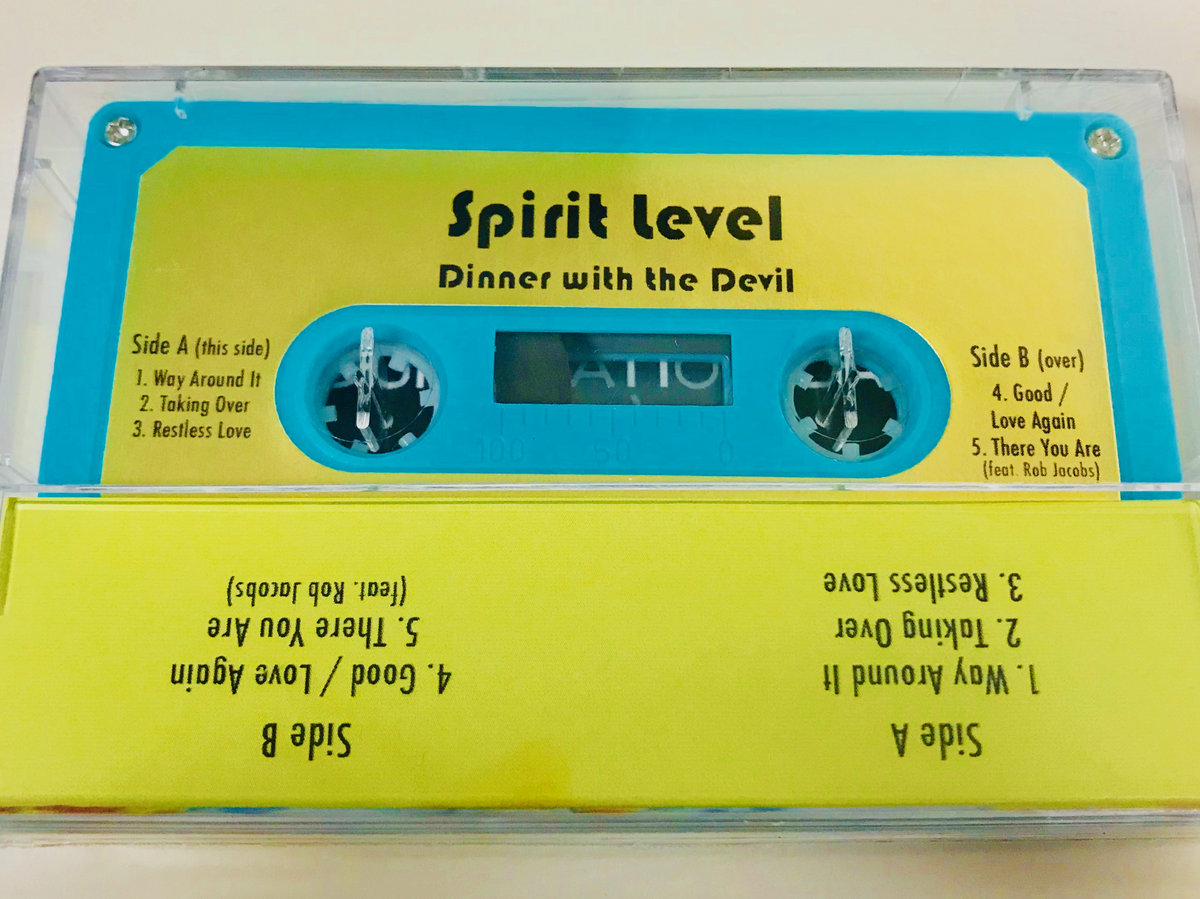 Spirit Level
Dinner with the Devil
Side A (this side)
1. Way Around It
2. Taking Over
3. Restless Love
Side B (over)
4. Good /
Love Again
5. There You Are
(feat. Rob Jacobs)
100 50 0
Side A
1. Way Around It
2. Taking Over
3. Restless Love
Side B
4. Good / Love Again
5. There You Are
(feat. Rob Jacobs)